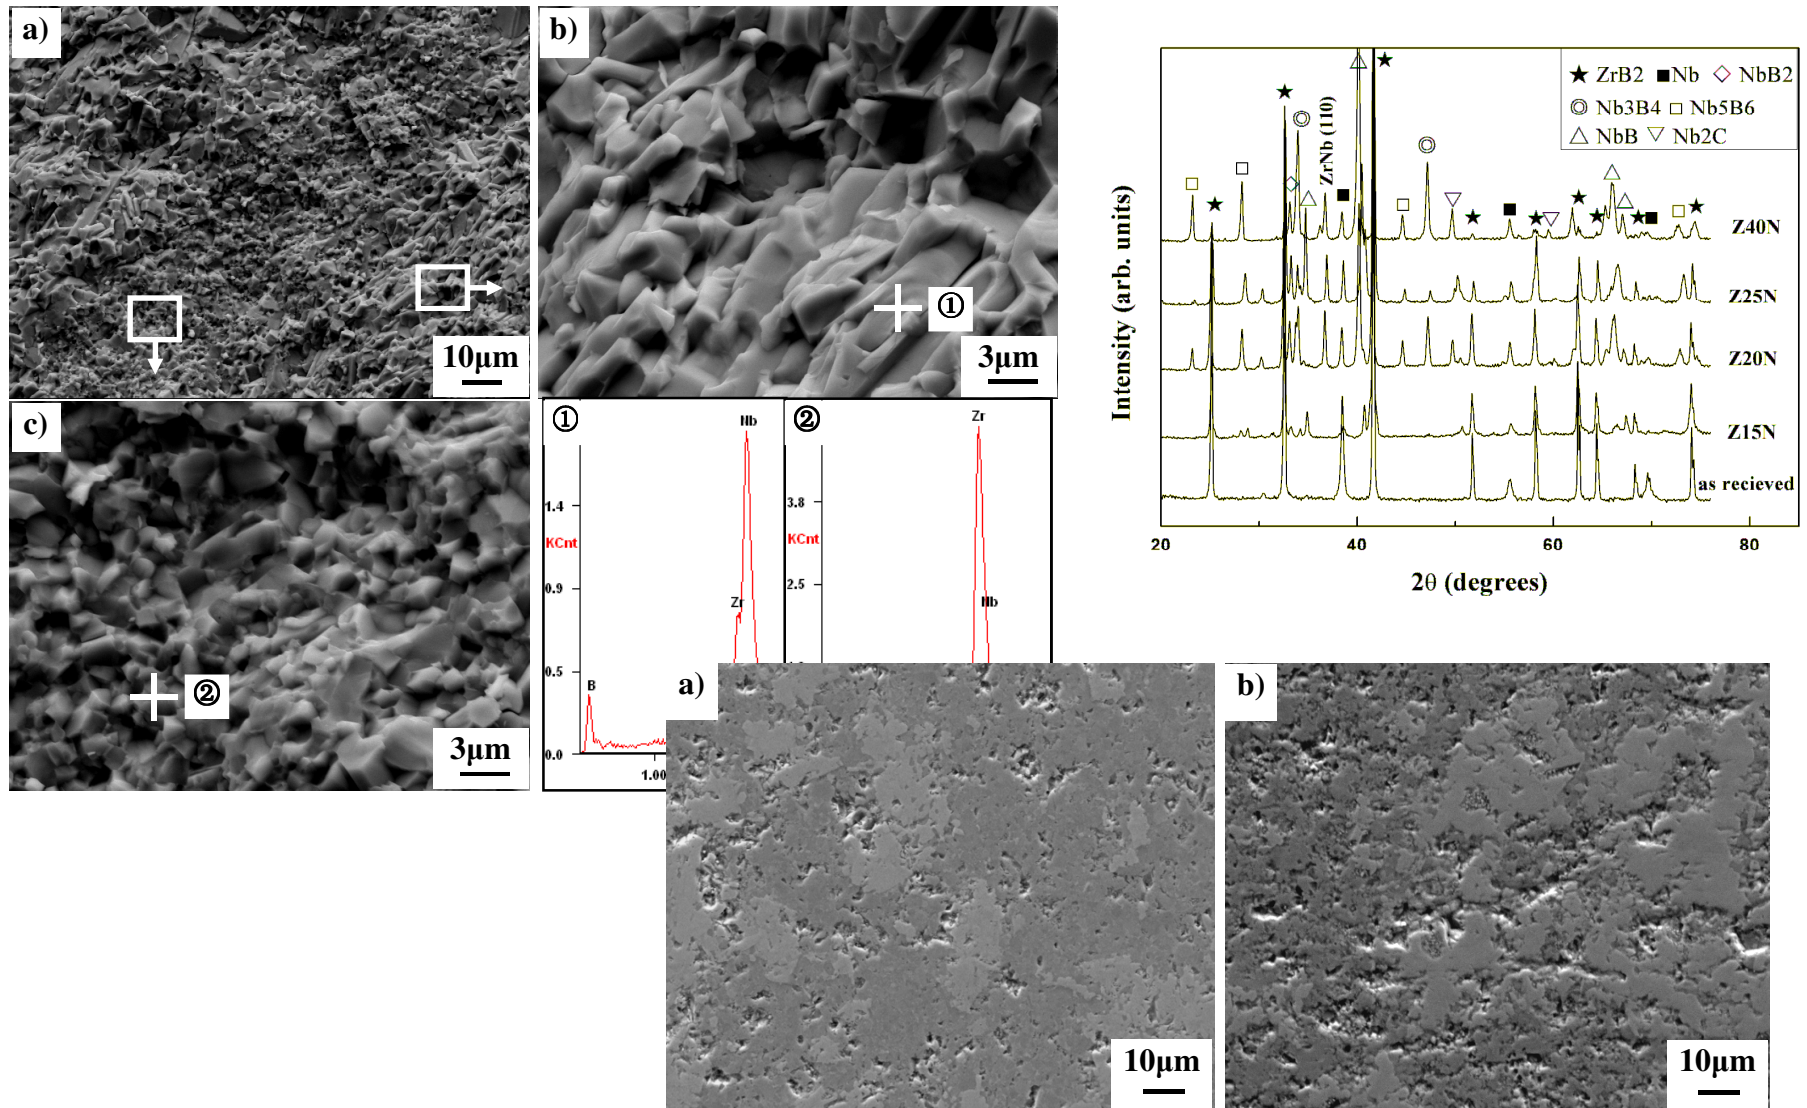 a)
10μm
b)
①
3μm
c)
②
3μm
①
Nb
Zr
B
1.4
KCnt
0.9
0.5
0.0
1.00
②
Zr
Nb
3.8
KCnt
2.5
Intensity (arb. units)
ZrB2 Nb NbB2
Nb3B4 Nb5B6
NbB Nb2C
ZrNb (110)
Z40N
Z25N
Z20N
Z15N
as recieved
20 40 60 80
2θ (degrees)
a)
10μm
b)
10μm